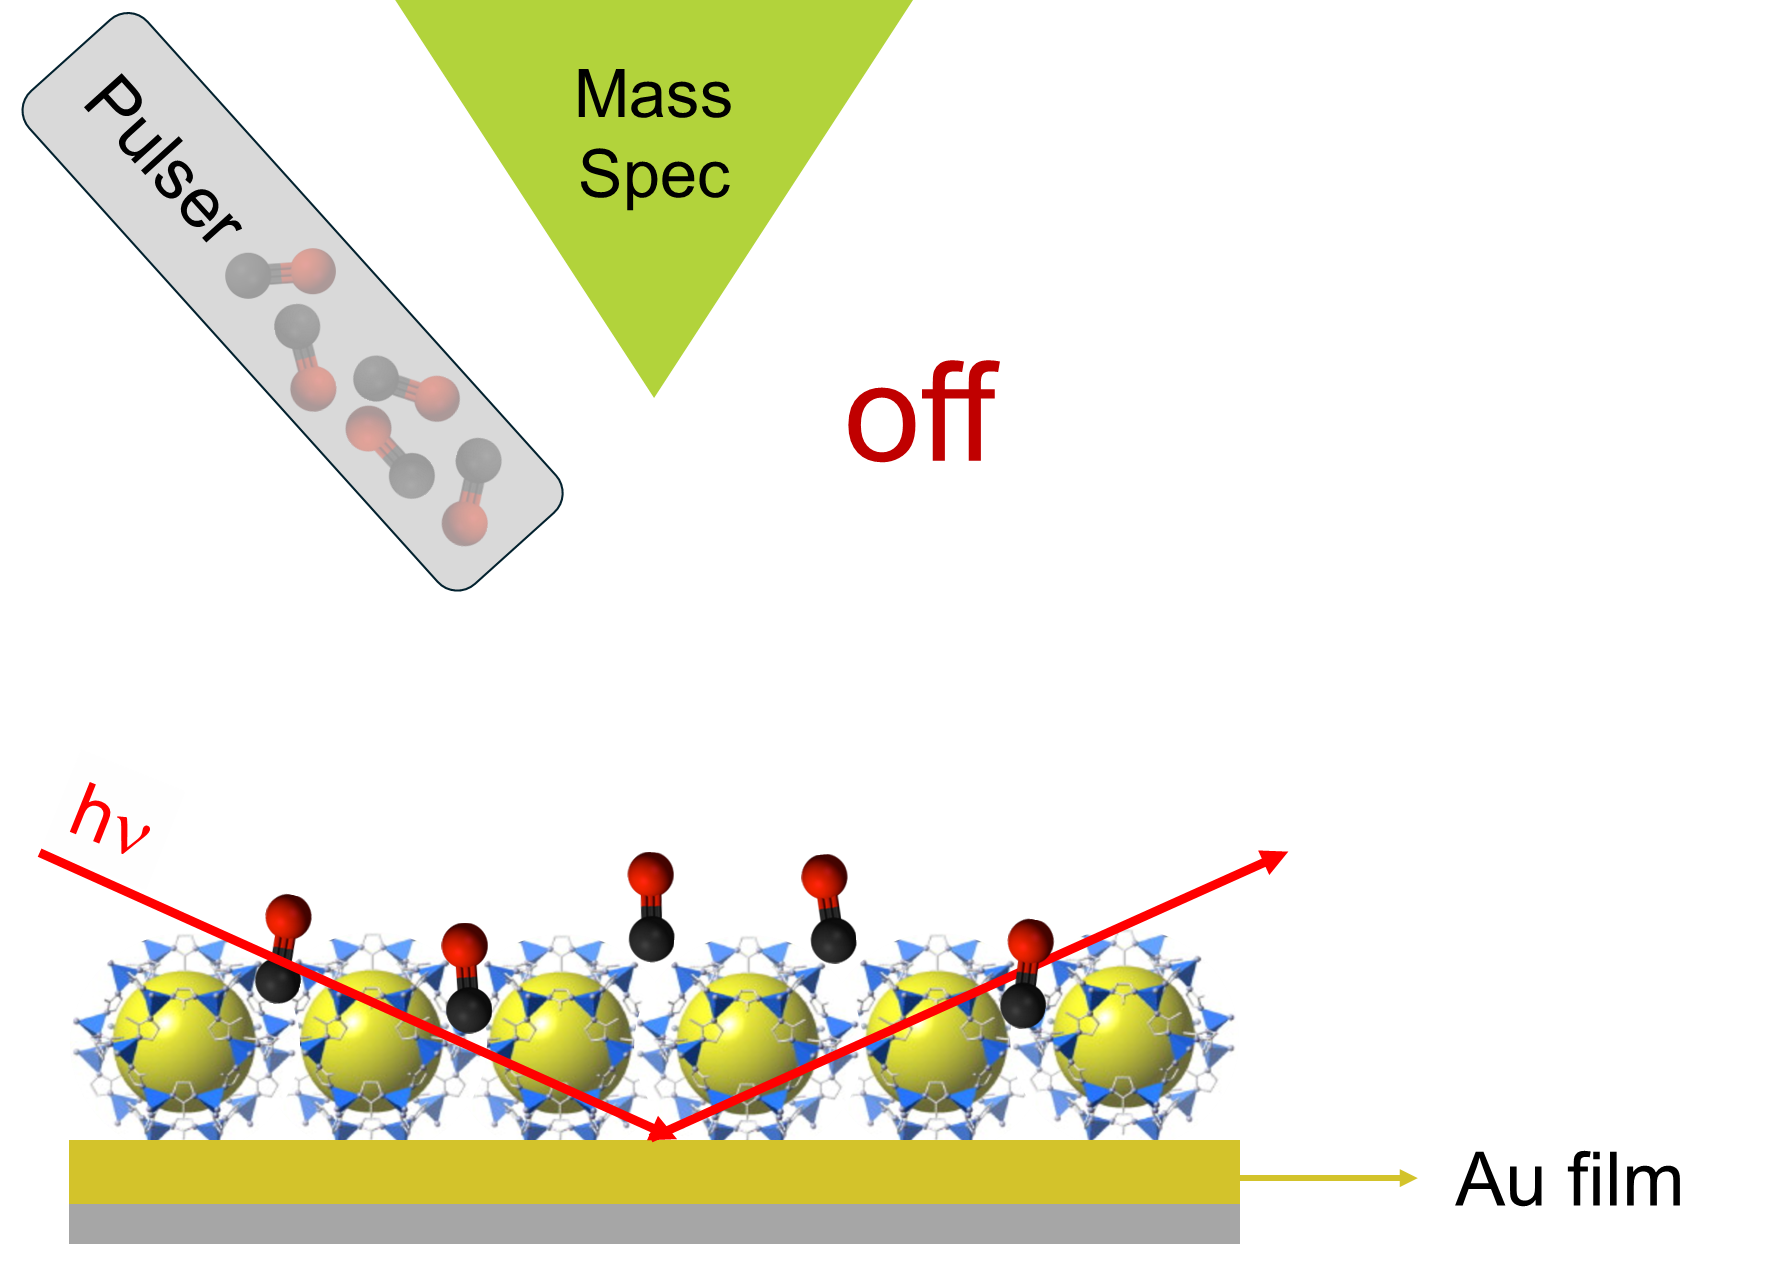 Pulser
Mass
Spec
off
hν
Au film